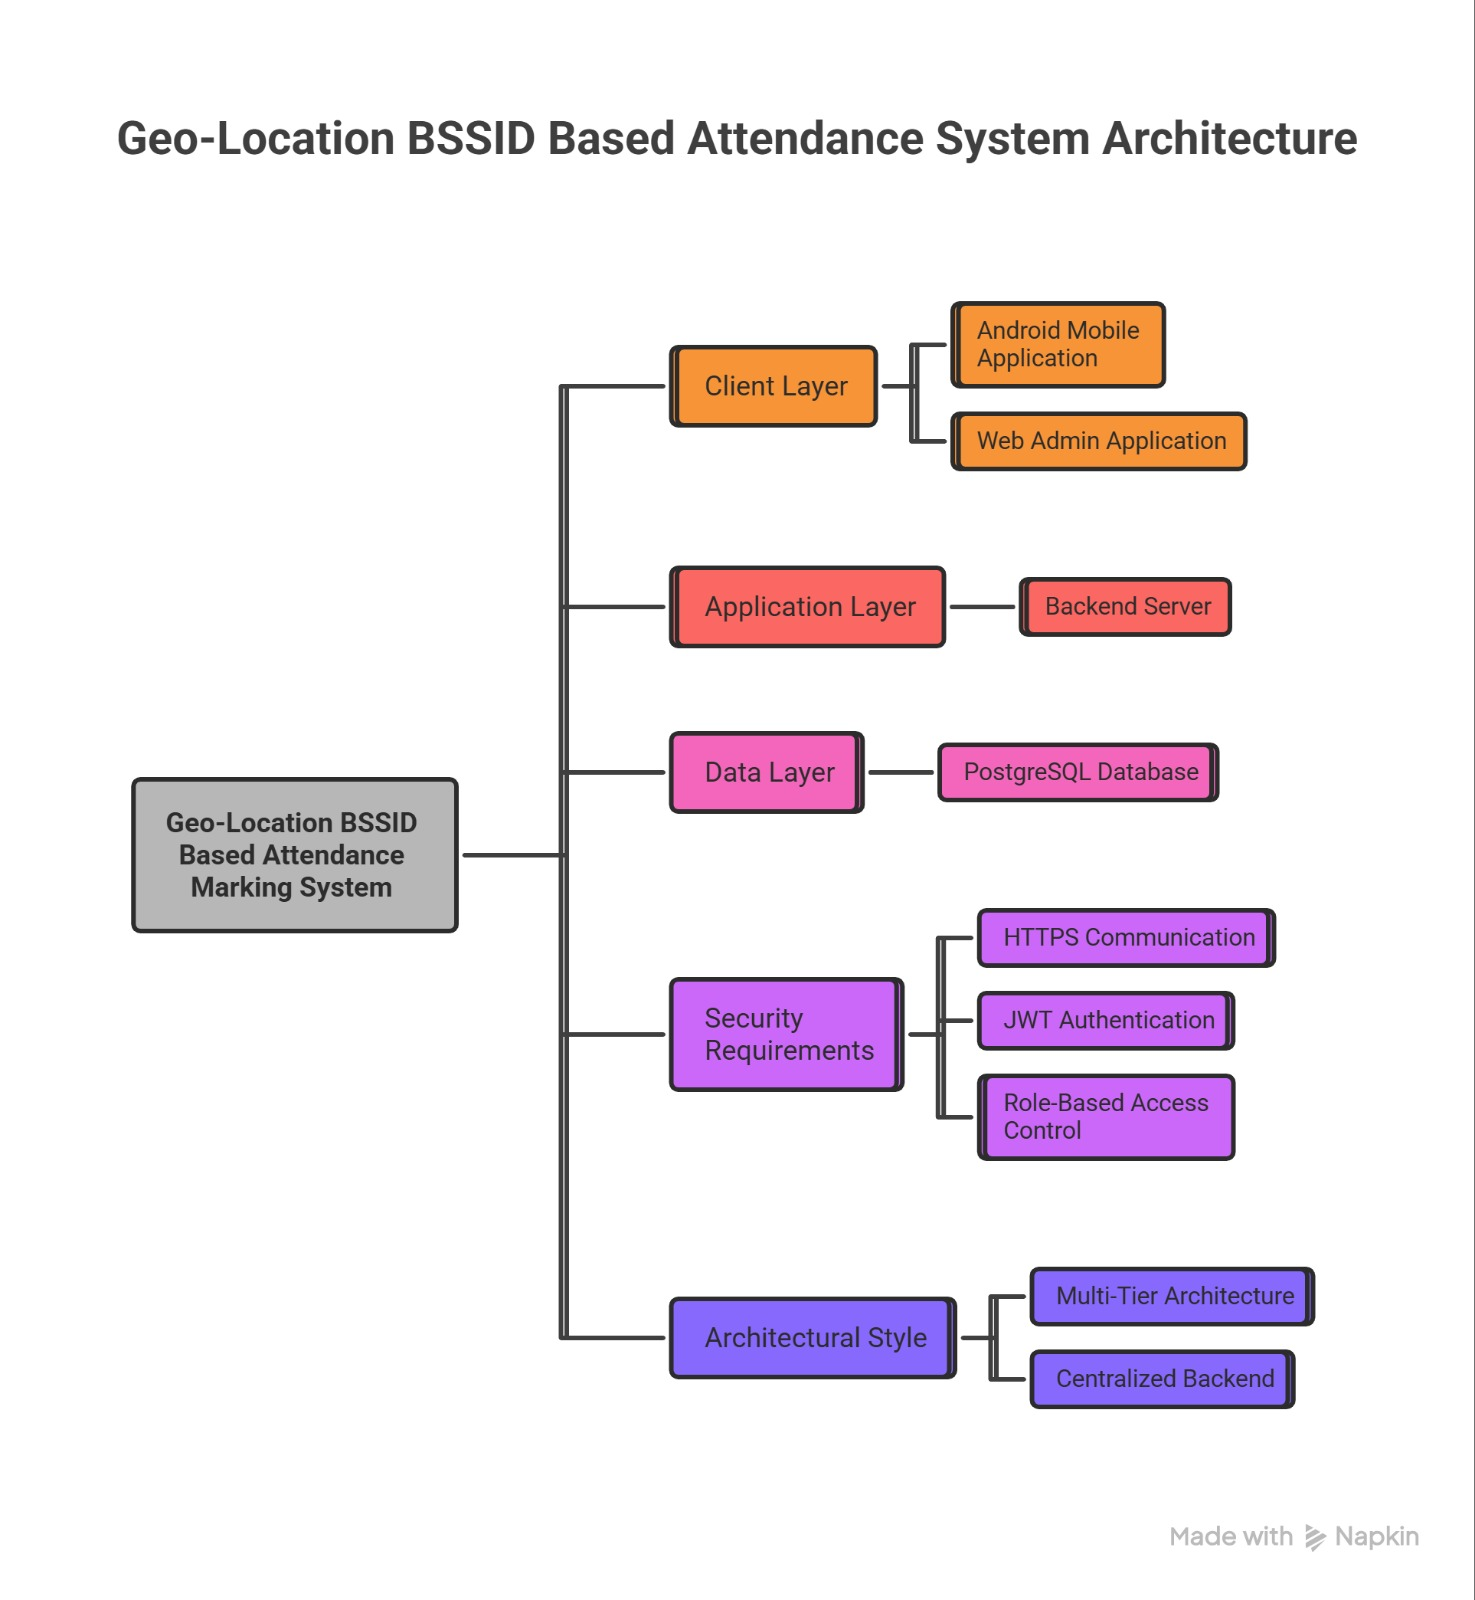 Geo-Location BSSID Based Attendance System Architecture
Android Mobile
Application
Client Layer
Web Admin Application
Application Layer
Backend Server
Data Layer
PostgreSQL Database
Geo-Location BSSID
Based Attendance
Marking System
HTTPS Communication
Security
Requirements
JWT Authentication
Role-Based Access
Control
Multi-Tier Architecture
Architectural Style
Centralized Backend
Made with Napkin